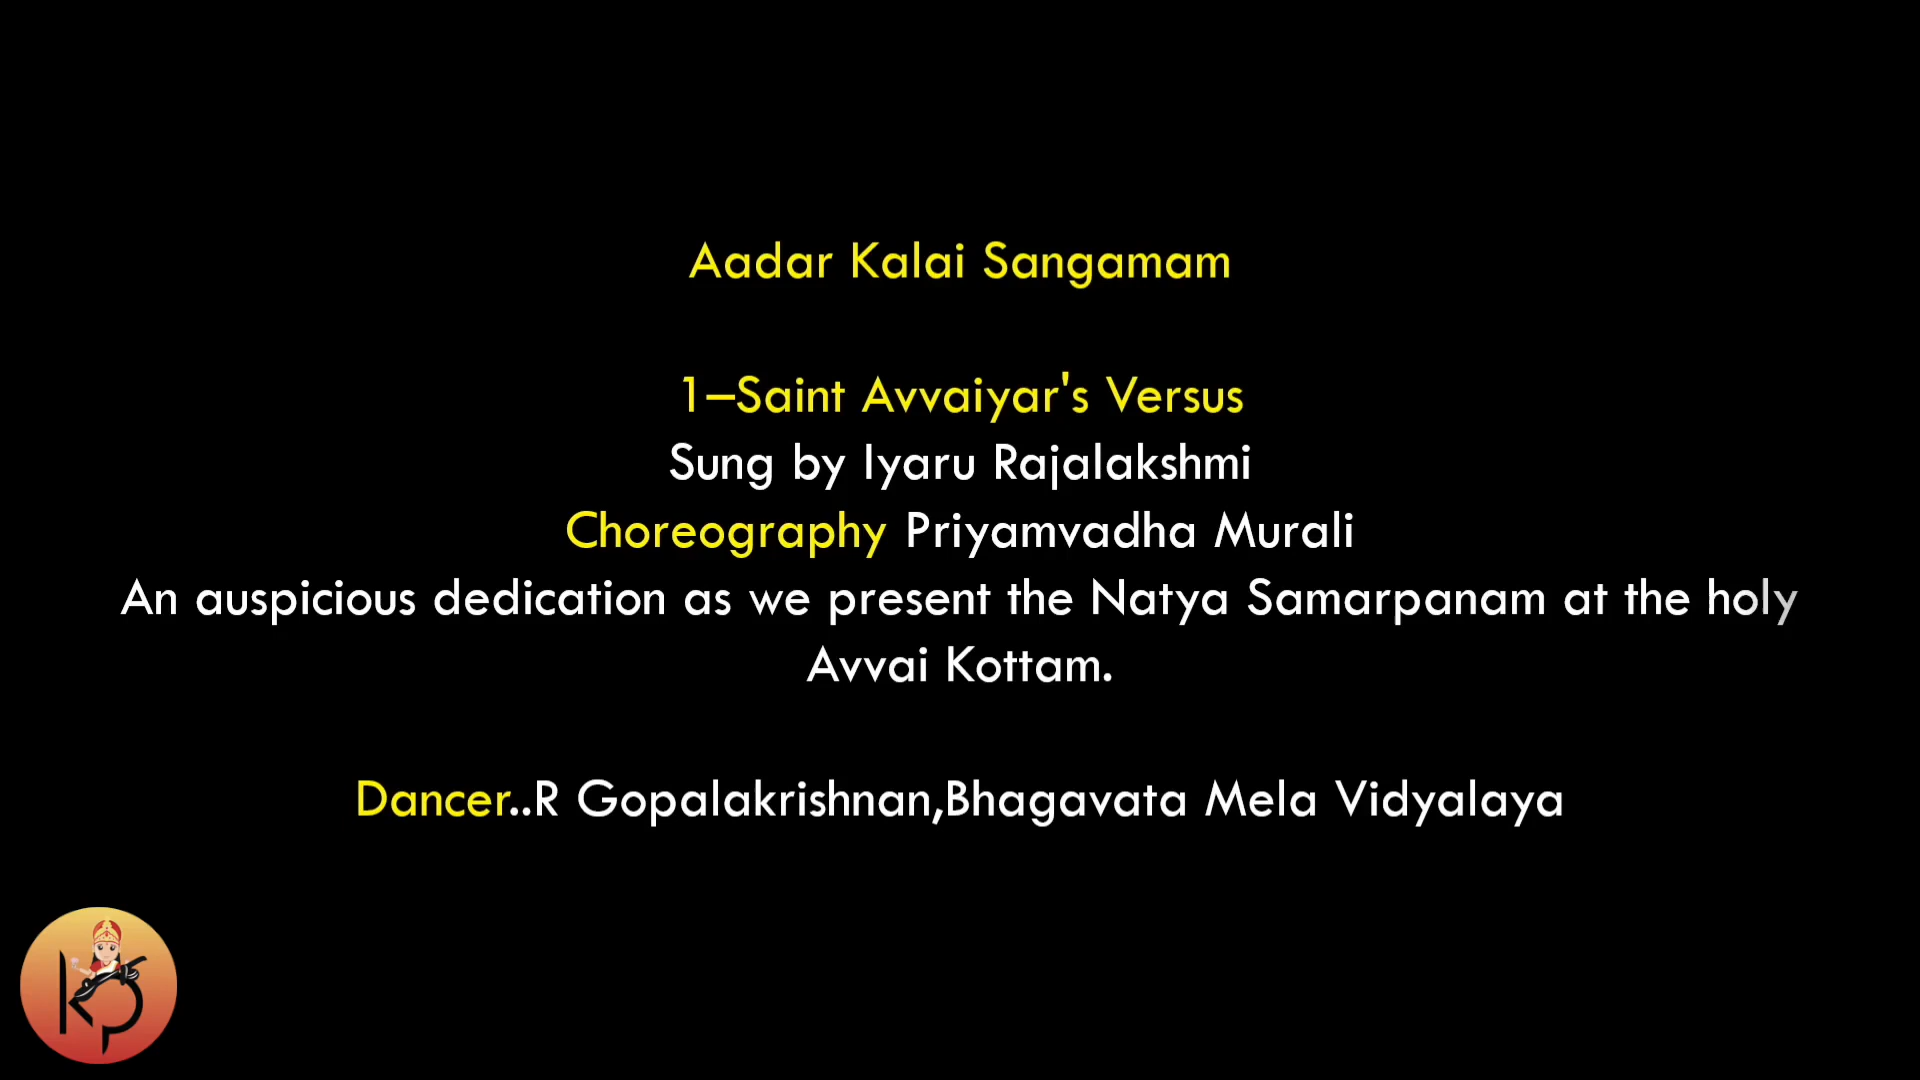 Aadar Kalai Sangamam
1–Saint Avvaiyar's Versus
Sung by Iyaru Rajalakshmi
Choreography Priyamvadha Murali
An auspicious dedication as we present the Natya Samarpanam at the holy
Avvai Kottam.
Dancer..R Gopalakrishnan,Bhagavata Mela Vidyalaya
kp